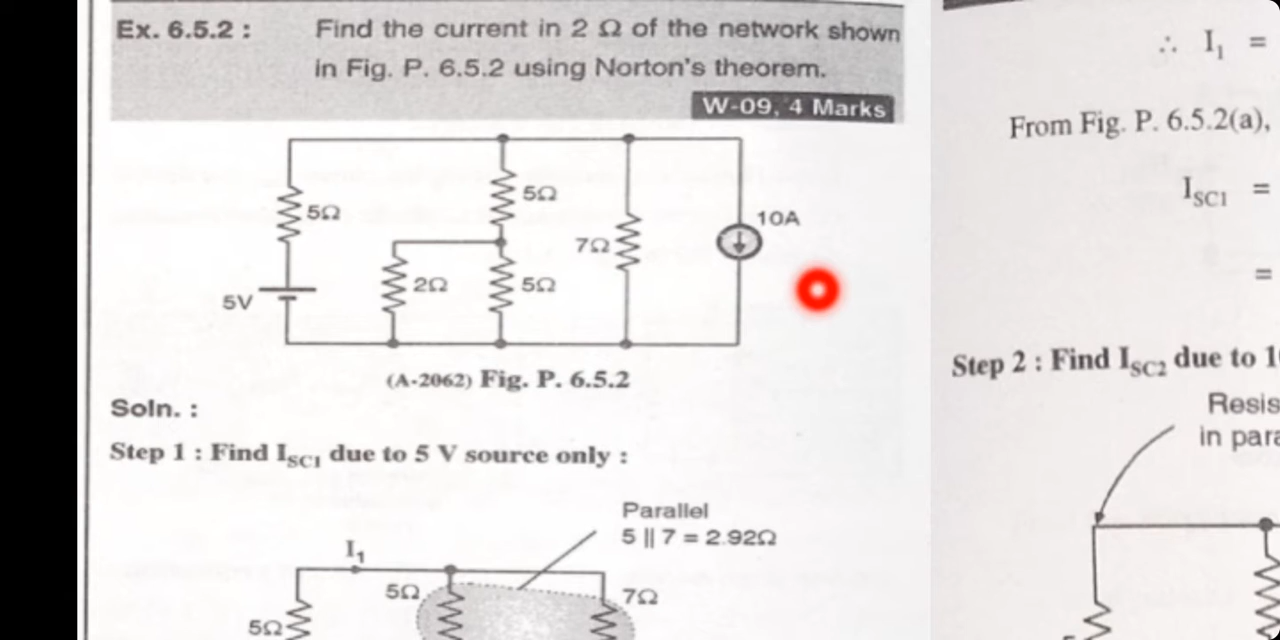 Ex. 6.5.2 : Find the current in 2 Ω of the network shown
in Fig. P. 6.5.2 using Norton's theorem.
W-09, 4 Marks
5Ω
5V
5Ω
2Ω
5Ω
7Ω
10A
(A-2062) Fig. P. 6.5.2
Soln. :
Step 1 : Find ISC1 due to 5 V source only :
Parallel
5 || 7 = 2.92Ω
I1
5Ω
5Ω
7Ω
∴ I1 =
From Fig. P. 6.5.2(a),
ISC1 =
=
Step 2 : Find ISC2 due to
in